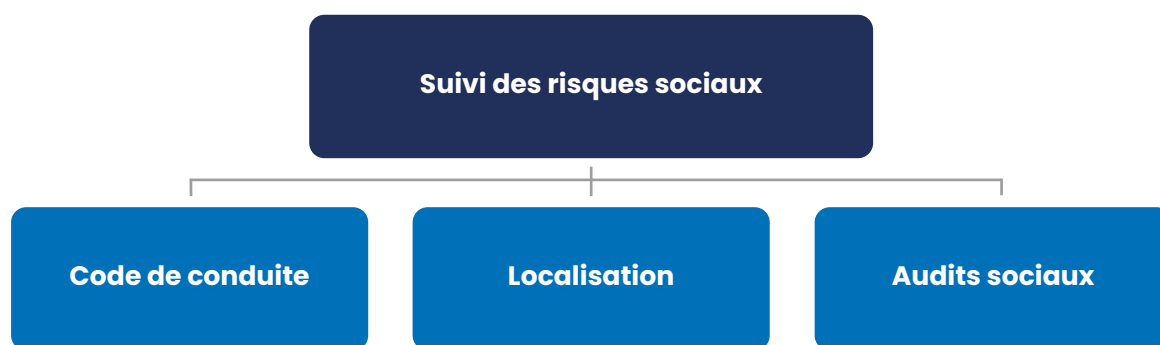 Suivi des risques sociaux
Code de conduite
Localisation
Audits sociaux